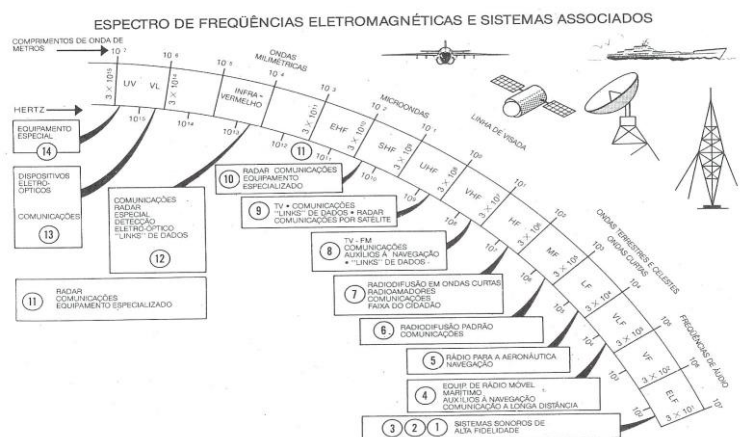 ESPECTRO DE FREQÜÊNCIAS ELETROMAGNÉTICAS E SISTEMAS ASSOCIADOS
COMPRIMENTOS DE ONDA DE
METROS
HERTZ
ONDAS
MILIMÉTRICAS
MICROONDAS
LINHA DE VISADA
ONDAS TERRESTRES E CELESTES
ONDAS CURTAS
FREQÜÊNCIAS DE ÁUDIO
UV
VL
INFRA-
VERMELHO
EHF
SHF
UHF
VHF
HF
MF
LF
VLF
VF
ELF
EQUIPAMENTO
ESPECIAL
14
DISPOSITIVOS
ELETRO-
ÓPTICOS
COMUNICAÇÕES
13
COMUNICAÇÕES
RADAR
ESPECIAL
DETECÇÃO
ELETRO-ÓPTICO
"LINKS" DE DADOS
12
11
RADAR
COMUNICAÇÕES
EQUIPAMENTO ESPECIALIZADO
11
10
RADAR COMUNICAÇÕES
EQUIPAMENTO
ESPECIALIZADO
9
TV • COMUNICAÇÕES
"LINKS" DE DADOS • RADAR
COMUNICAÇÕES POR SATÉLITE
8
TV - FM
COMUNICAÇÕES
AUXÍLIOS À NAVEGAÇÃO
• "LINKS" DE DADOS -
7
RADIODIFUSÃO EM ONDAS CURTAS
RADIOAMADORES
COMUNICAÇÕES
FAIXA DO CIDADÃO
6
RADIODIFUSÃO PADRÃO
COMUNICAÇÕES
5
RÁDIO PARA A AERONÁUTICA
NAVEGAÇÃO
4
EQUIP. DE RÁDIO MÓVEL
MARÍTIMO
AUXÍLIOS À NAVEGAÇÃO
COMUNICAÇÃO A LONGA DISTÂNCIA
3 2 1
SISTEMAS SONOROS DE
ALTA FIDELIDADE